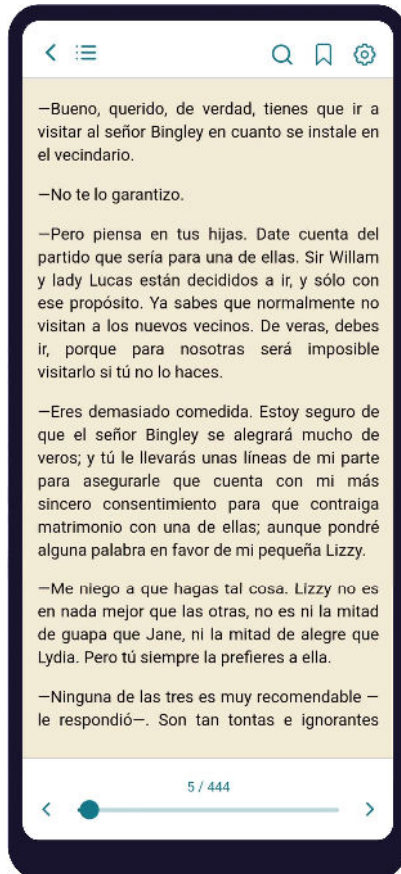 —Bueno, querido, de verdad, tienes que ir a
visitar al señor Bingley en cuanto se instale en
el vecindario.
—No te lo garantizo.
—Pero piensa en tus hijas. Date cuenta del
partido que sería para una de ellas. Sir Willam
y lady Lucas están decididos a ir, y sólo con
ese propósito. Ya sabes que normalmente no
visitan a los nuevos vecinos. De veras, debes
ir, porque para nosotras será imposible
visitarlo si tú no lo haces.
—Eres demasiado comedida. Estoy seguro de
que el señor Bingley se alegrará mucho de
veros; y tú le llevarás unas líneas de mi parte
para asegurarle que cuenta con mi más
sincero consentimiento para que contraiga
matrimonio con una de ellas; aunque pondré
alguna palabra en favor de mi pequeña Lizzy.
—Me niego a que hagas tal cosa. Lizzy no es
en nada mejor que las otras, no es ni la mitad
de guapa que Jane, ni la mitad de alegre que
Lydia. Pero tú siempre la prefieres a ella.
—Ninguna de las tres es muy recomendable —
le respondió—. Son tan tontas e ignorantes
5 / 444